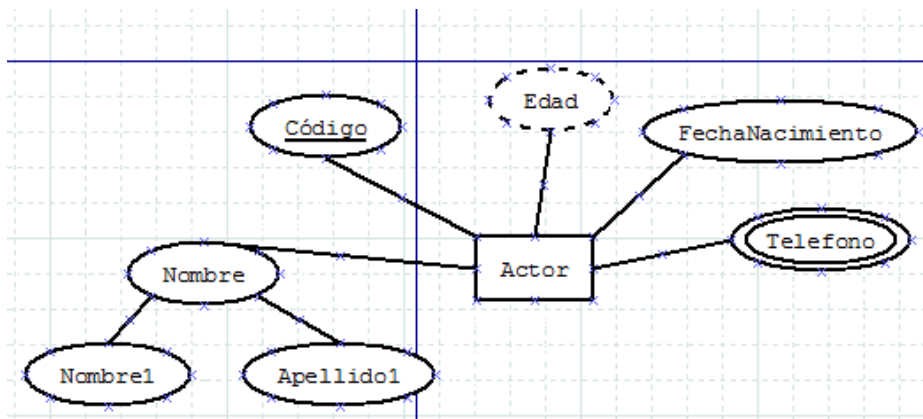 Edad
Código
FechaNacimiento
Telefono
Nombre
Actor
Nombre1
Apellido1